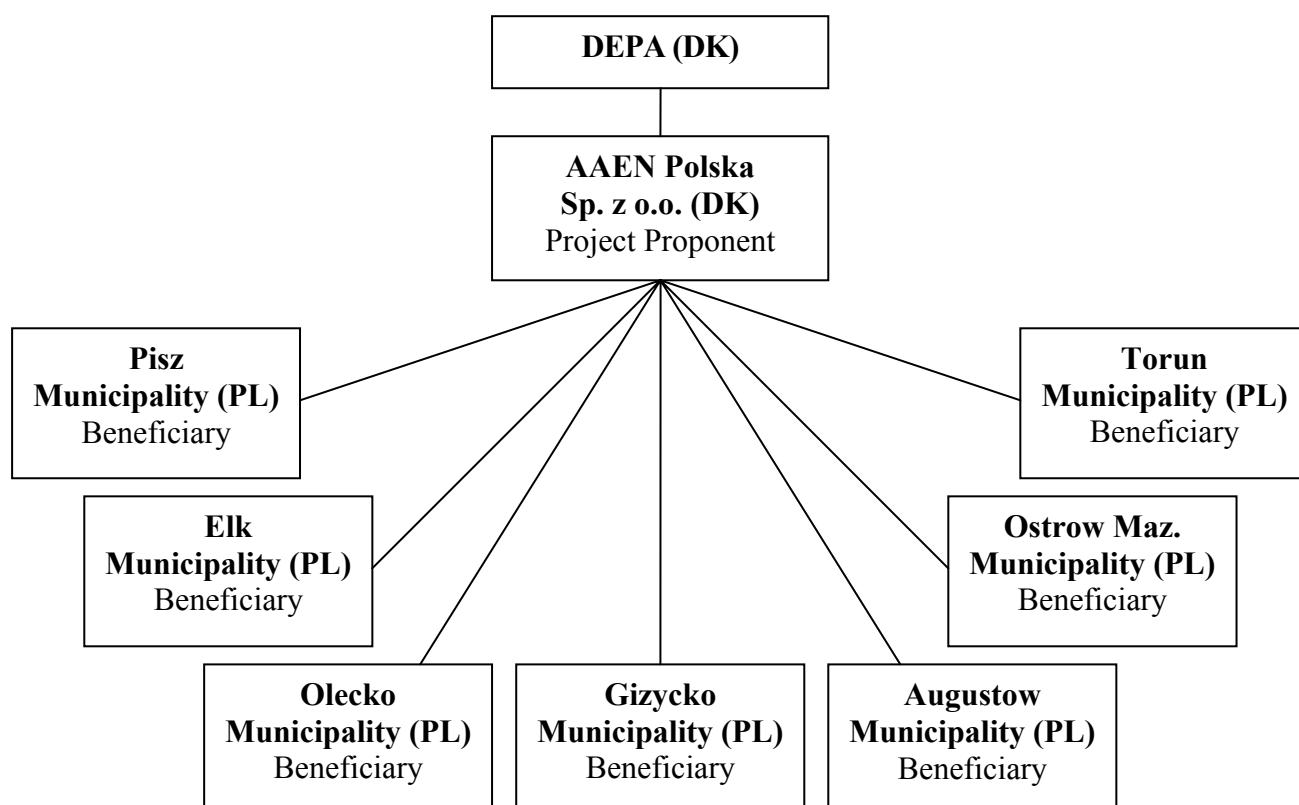 DEPA (DK)
AAEN Polska
Sp. z o.o. (DK)
Project Proponent
Pisz
Municipality (PL)
Beneficiary
Torun
Municipality (PL)
Beneficiary
Elk
Municipality (PL)
Beneficiary
Ostrow Maz.
Municipality (PL)
Beneficiary
Olecko
Municipality (PL)
Beneficiary
Gizycko
Municipality (PL)
Beneficiary
Augustow
Municipality (PL)
Beneficiary